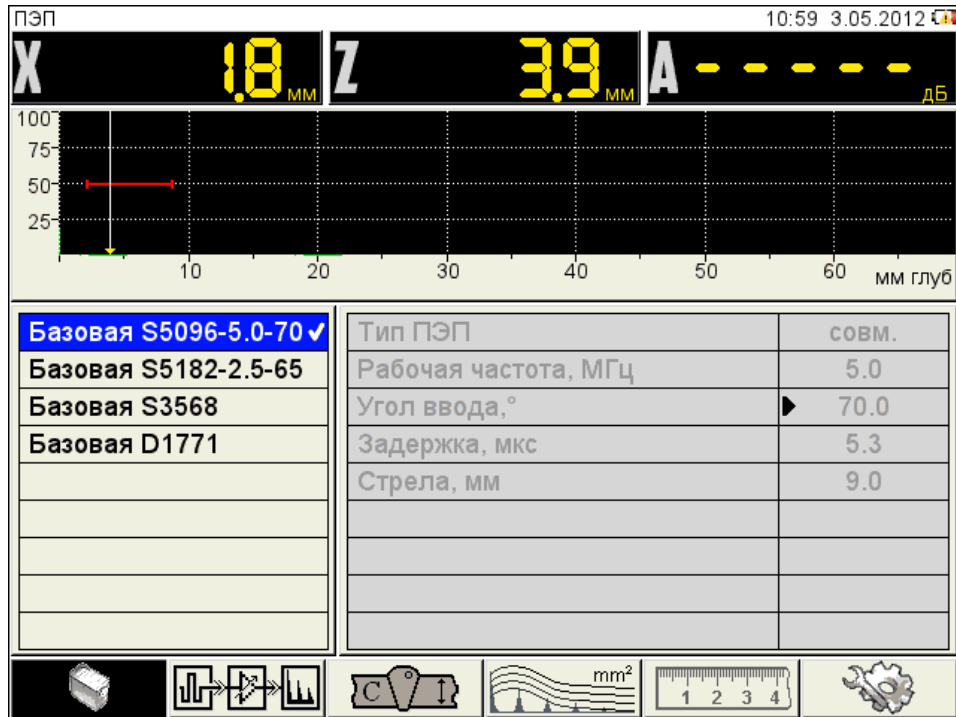 ПЭП 10:59 3.05.2012
X 1.8 мм Z 3.9 мм A - - - - - дБ
100
75
50
25
10 20 30 40 50 60 мм глуб
Базовая S5096-5.0-70 ✔ Тип ПЭП совм.
Базовая S5182-2.5-65 Рабочая частота, МГц 5.0
Базовая S3568 Угол ввода,° 70.0
Базовая D1771 Задержка, мкс 5.3
Стрела, мм 9.0
C mm² 1 2 3 4